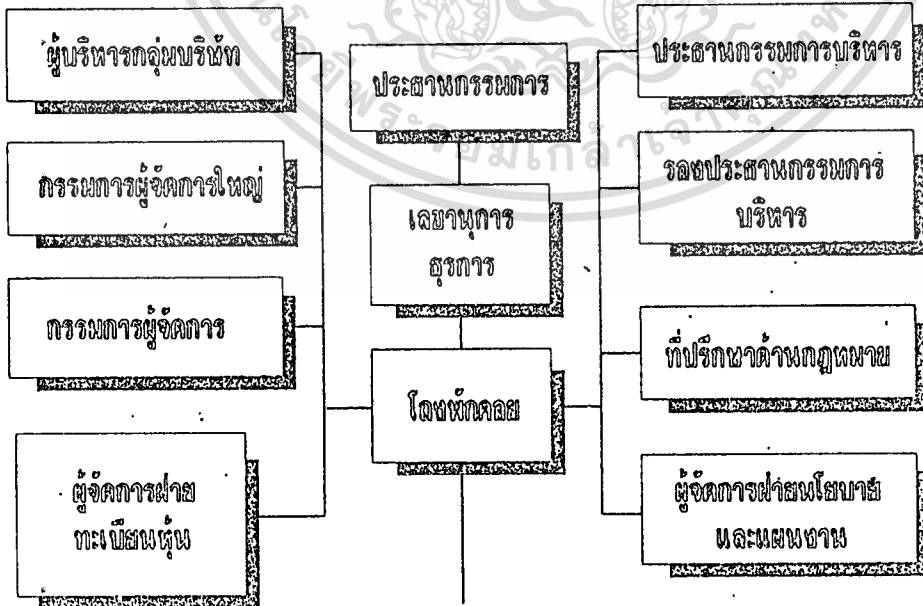 ผู้บริหารกลุ่มบริษัท
ประธานกรรมการ
ประธานกรรมการบริหาร
กรรมการผู้จัดการใหญ่
เลขานุการ
ธุรการ
รองประธานกรรมการ
บริหาร
กรรมการผู้จัดการ
โถงพักคอย
ที่ปรึกษาด้านกฎหมาย
ผู้จัดการฝ่าย
ทะเบียนหุ้น
ผู้จัดการฝ่ายนโยบาย
และแผนงาน